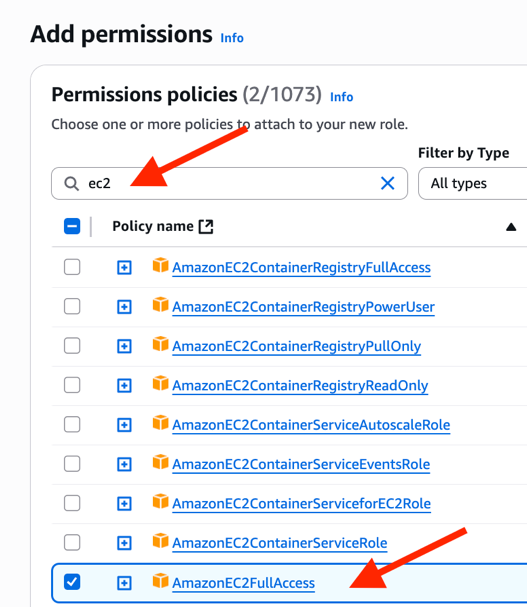 Add permissions Info
Permissions policies (2/1073) Info
Choose one or more policies to attach to your new role.
Filter by Type
ec2
All types
Policy name
AmazonEC2ContainerRegistryFullAccess
AmazonEC2ContainerRegistryPowerUser
AmazonEC2ContainerRegistryPullOnly
AmazonEC2ContainerRegistryReadOnly
AmazonEC2ContainerServiceAutoscaleRole
AmazonEC2ContainerServiceEventsRole
AmazonEC2ContainerServiceforEC2Role
AmazonEC2ContainerServiceRole
AmazonEC2FullAccess